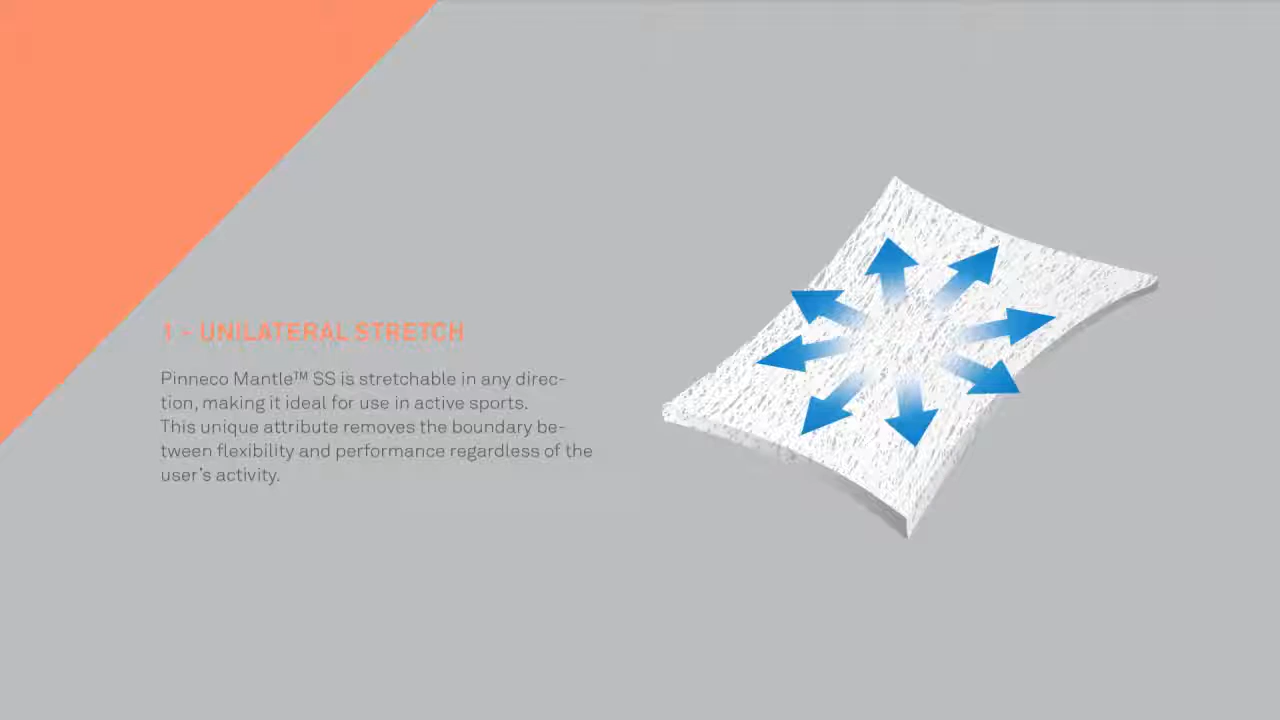 1 - UNILATERAL STRETCH
Pinneco Mantle™ SS is stretchable in any direc-
tion, making it ideal for use in active sports.
This unique attribute removes the boundary be-
tween flexibility and performance regardless of the
user's activity.